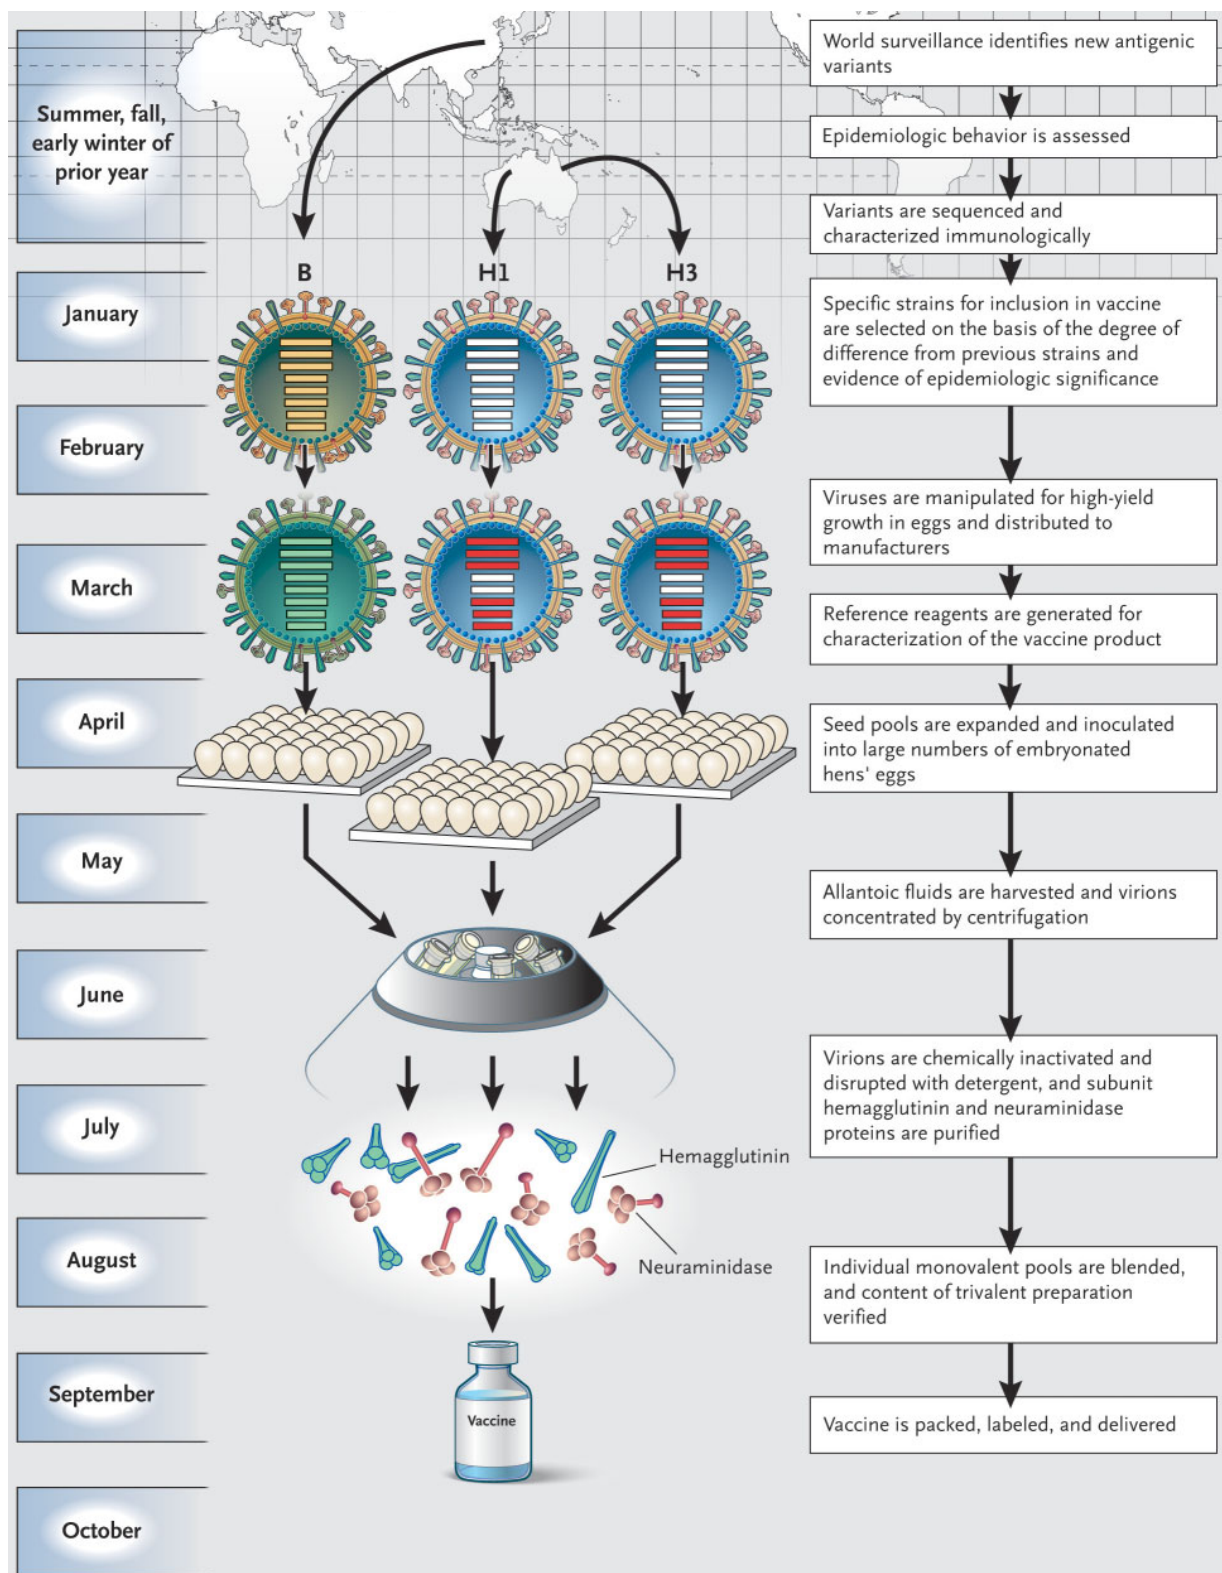 Summer, fall,
early winter of
prior year
January
February
March
April
May
June
July
August
September
October
B
H1
H3
Hemagglutinin
Neuraminidase
Vaccine
World surveillance identifies new antigenic
variants
Epidemiologic behavior is assessed
Variants are sequenced and
characterized immunologically
Specific strains for inclusion in vaccine
are selected on the basis of the degree of
difference from previous strains and
evidence of epidemiologic significance
Viruses are manipulated for high-yield
growth in eggs and distributed to
manufacturers
Reference reagents are generated for
characterization of the vaccine product
Seed pools are expanded and inoculated
into large numbers of embryonated
hens' eggs
Allantoic fluids are harvested and virions
concentrated by centrifugation
Virions are chemically inactivated and
disrupted with detergent, and subunit
hemagglutinin and neuraminidase
proteins are purified
Individual monovalent pools are blended,
and content of trivalent preparation
verified
Vaccine is packed, labeled, and delivered